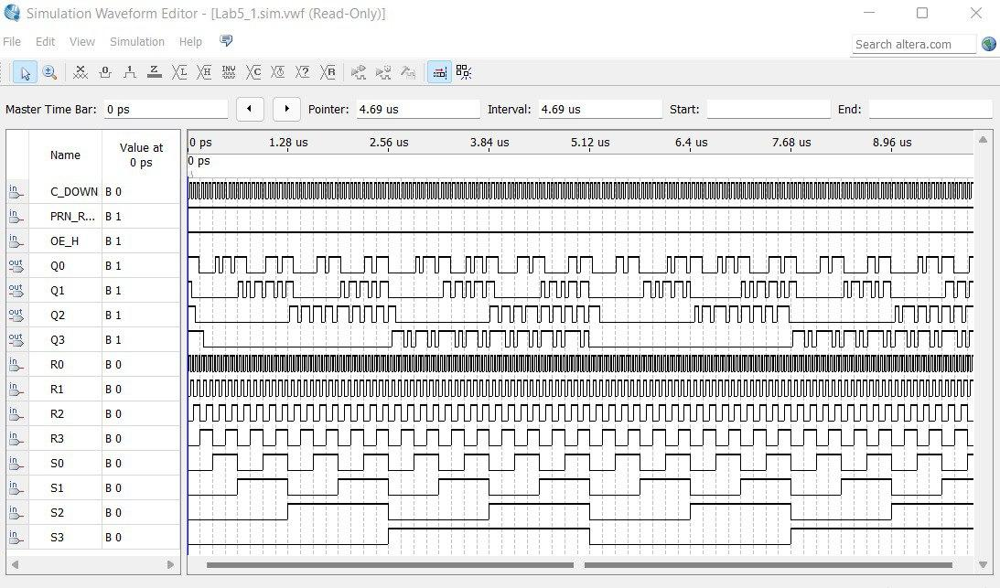 Simulation Waveform Editor - [Lab5_1.sim.vwf (Read-Only)]
File Edit View Simulation Help
Search altera.com
Master Time Bar: 0 ps Pointer: 4.69 us Interval: 4.69 us Start: End:
Name Value at 0 ps
0 ps 1.28 us 2.56 us 3.84 us 5.12 us 6.4 us 7.68 us 8.96 us
0 ps
in C_DOWN B 0
in PRN_R... B 1
in OE_H B 1
out Q0 B 1
out Q1 B 1
out Q2 B 1
out Q3 B 1
in R0 B 0
in R1 B 0
in R2 B 0
in R3 B 0
in S0 B 0
in S1 B 0
in S2 B 0
in S3 B 0